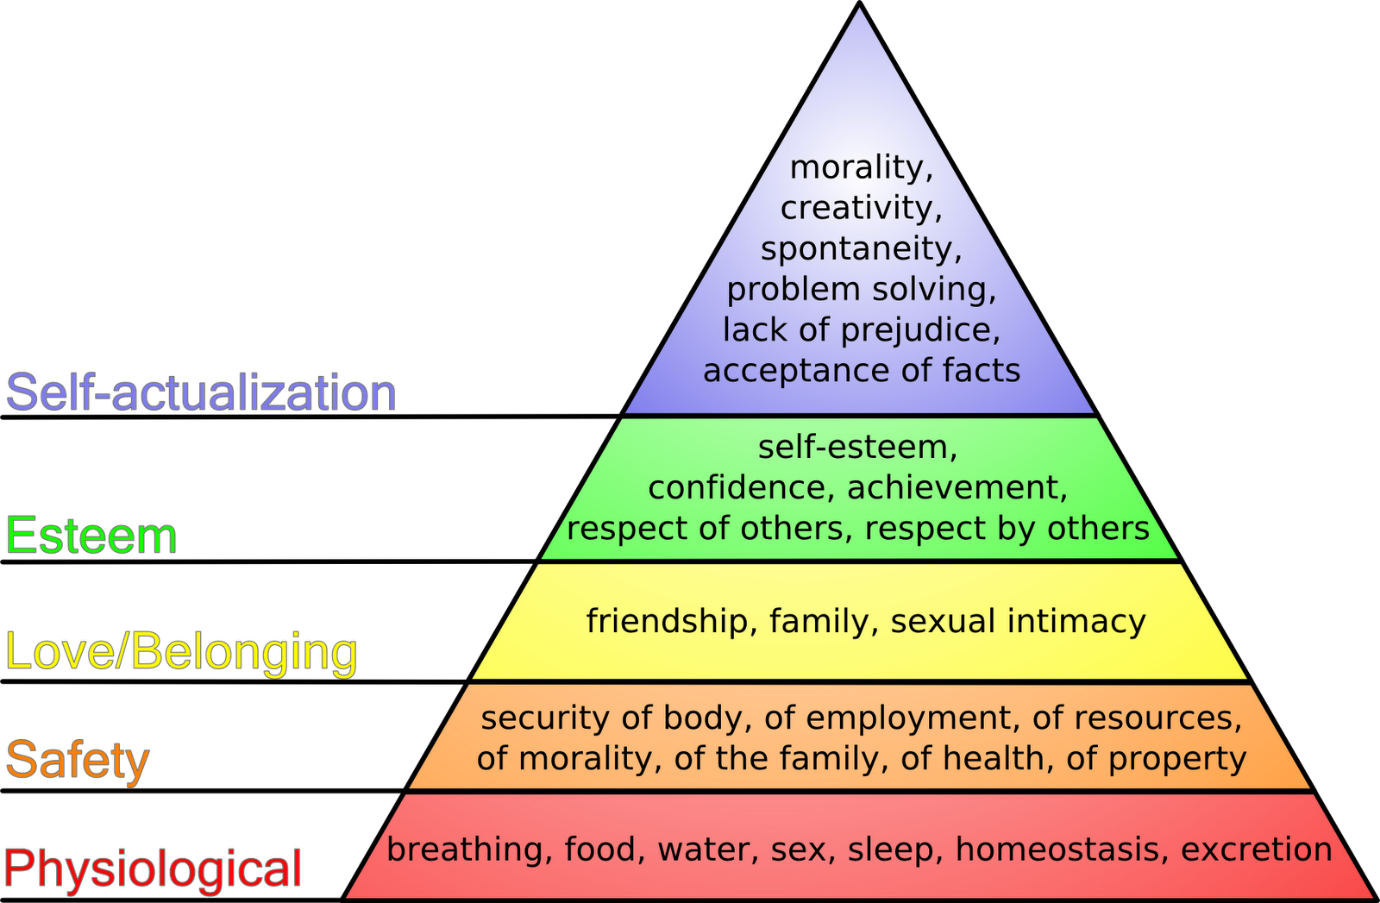 morality,
creativity,
spontaneity,
problem solving,
lack of prejudice,
acceptance of facts
Self-actualization
self-esteem,
confidence, achievement,
respect of others, respect by others
Esteem
friendship, family, sexual intimacy
Love/Belonging
security of body, of employment, of resources,
of morality, of the family, of health, of property
Safety
breathing, food, water, sex, sleep, homeostasis, excretion
Physiological